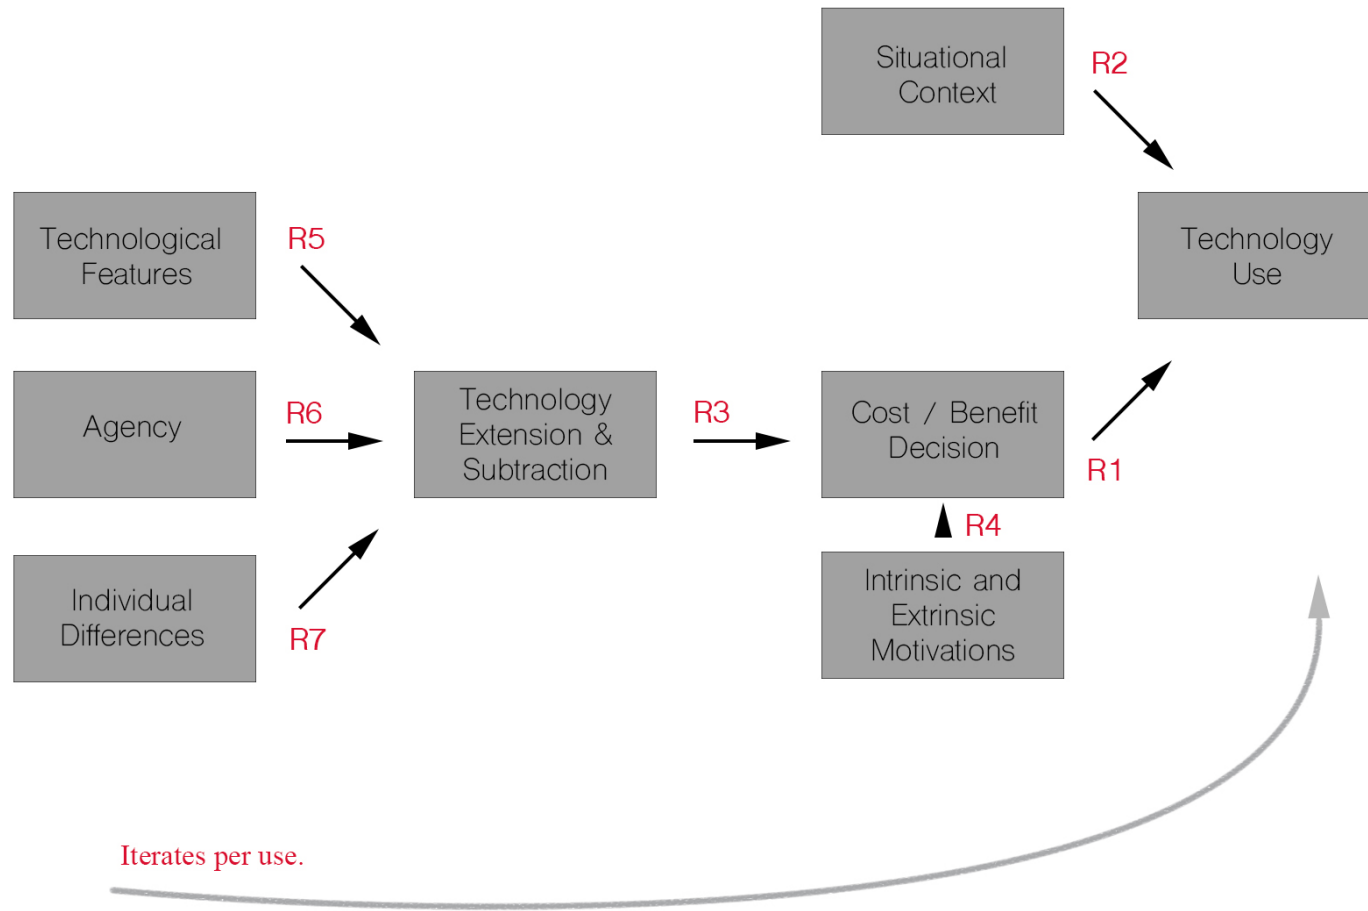 Situational
Context
R2
Technological
Features
R5
Technology
Use
Agency
R6
Technology
Extension &
Subtraction
R3
Cost / Benefit
Decision
R1
R4
Individual
Differences
R7
Intrinsic and
Extrinsic
Motivations
Iterates per use.